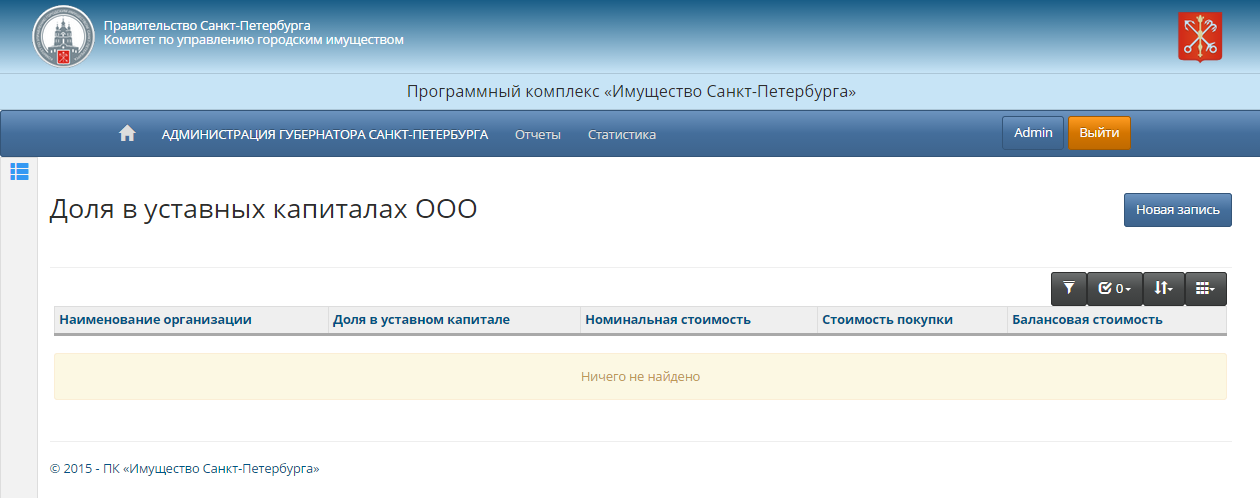 Правительство Санкт-Петербурга
Комитет по управлению городским имуществом
Программный комплекс «Имущество Санкт-Петербурга»
АДМИНИСТРАЦИЯ ГУБЕРНАТОРА САНКТ-ПЕТЕРБУРГА Отчеты Статистика Admin Выйти
Доля в уставных капиталах ООО Новая запись
0
Наименование организации Доля в уставном капитале Номинальная стоимость Стоимость покупки Балансовая стоимость
Ничего не найдено
© 2015 - ПК «Имущество Санкт-Петербурга»